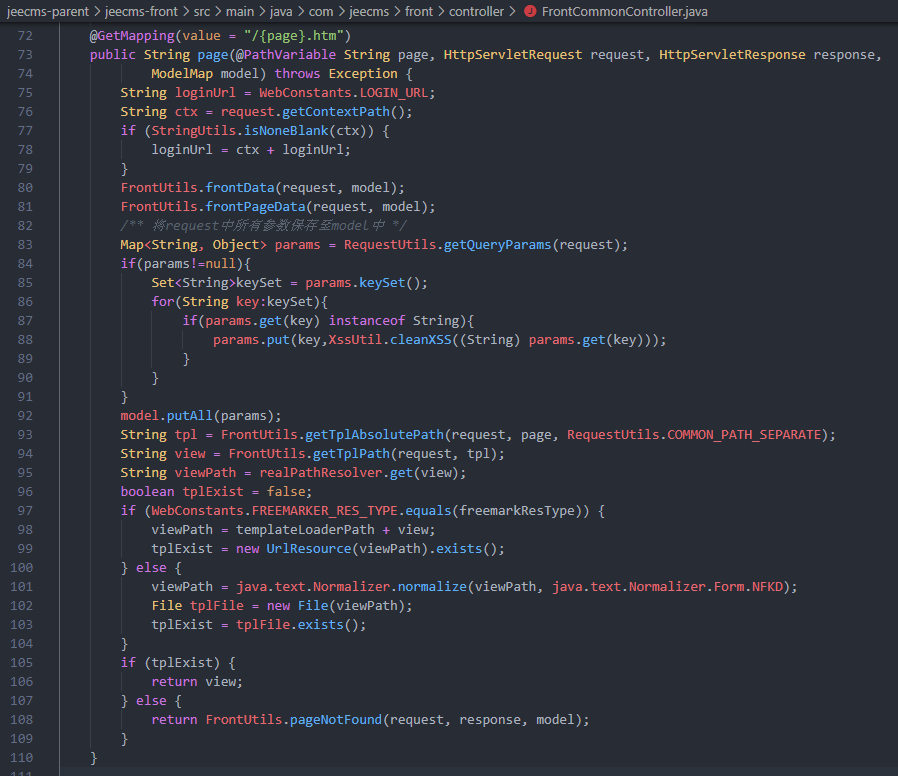 jeecms-parent > jeecms-front > src > main > java > com > jeecms > front > controller > J FrontCommonController.java
72 @GetMapping(value = "/{page}.htm")
73 public String page(@PathVariable String page, HttpServletRequest request, HttpServletResponse response,
74 ModelMap model) throws Exception {
75 String loginUrl = WebConstants.LOGIN_URL;
76 String ctx = request.getContextPath();
77 if (StringUtils.isNoneBlank(ctx)) {
78 loginUrl = ctx + loginUrl;
79 }
80 FrontUtils.frontData(request, model);
81 FrontUtils.frontPageData(request, model);
82 /** 将request中所有参数保存至model中 */
83 Map<String, Object> params = RequestUtils.getQueryParams(request);
84 if(params!=null){
85 Set<String>keySet = params.keySet();
86 for(String key:keySet){
87 if(params.get(key) instanceof String){
88 params.put(key,XssUtil.cleanXSS((String) params.get(key)));
89 }
90 }
91 }
92 model.putAll(params);
93 String tpl = FrontUtils.getTplAbsolutePath(request, page, RequestUtils.COMMON_PATH_SEPARATE);
94 String view = FrontUtils.getTplPath(request, tpl);
95 String viewPath = realPathResolver.get(view);
96 boolean tplExist = false;
97 if (WebConstants.FREEMARKER_RES_TYPE.equals(freemarkResType)) {
98 viewPath = templateLoaderPath + view;
99 tplExist = new UrlResource(viewPath).exists();
100 } else {
101 viewPath = java.text.Normalizer.normalize(viewPath, java.text.Normalizer.Form.NFKD);
102 File tplFile = new File(viewPath);
103 tplExist = tplFile.exists();
104 }
105 if (tplExist) {
106 return view;
107 } else {
108 return FrontUtils.pageNotFound(request, response, model);
109 }
110 }
111